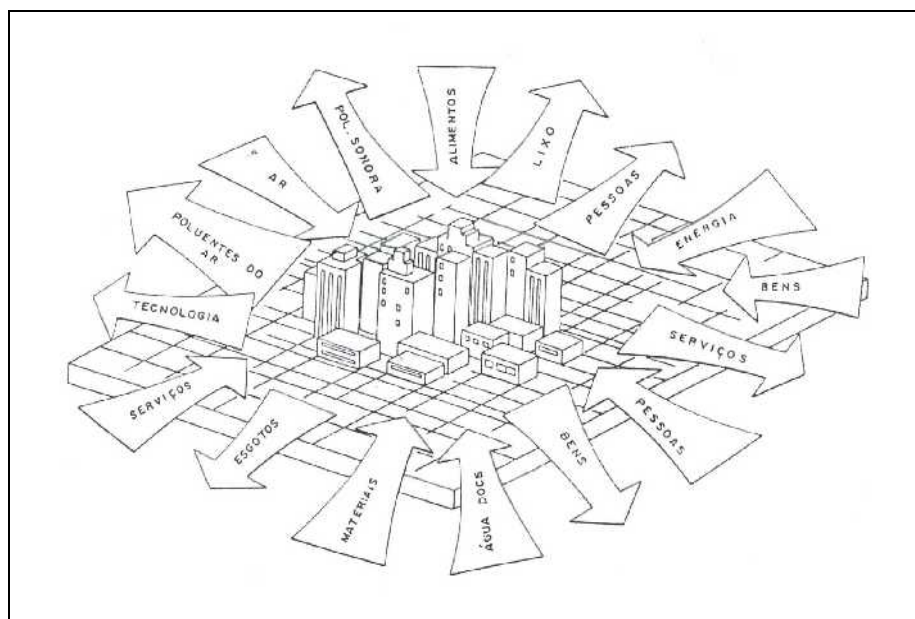 POL. SONORA
ALIMENTOS
LIXO
PESSOAS
AR
ENERGIA
POLUENTES DO
AR
BENS
TECNOLOGIA
SERVIÇOS
SERVIÇOS
PESSOAS
ESGOTOS
BENS
MATERIAIS
ÁGUA DOCE